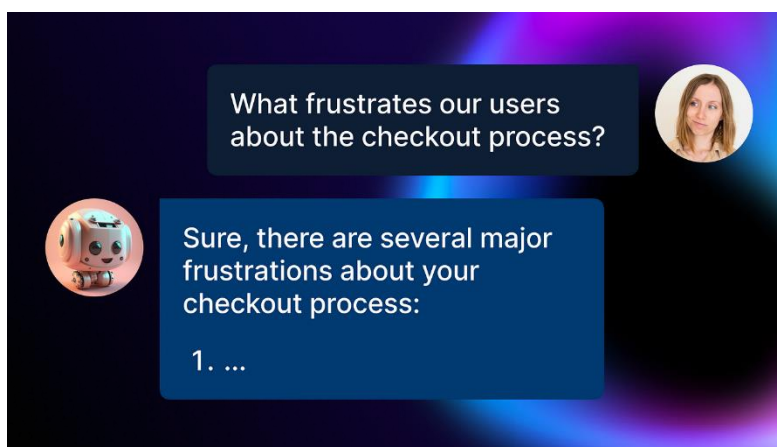 What frustrates our users
about the checkout process?
Sure, there are several major
frustrations about your
checkout process:
1. ...